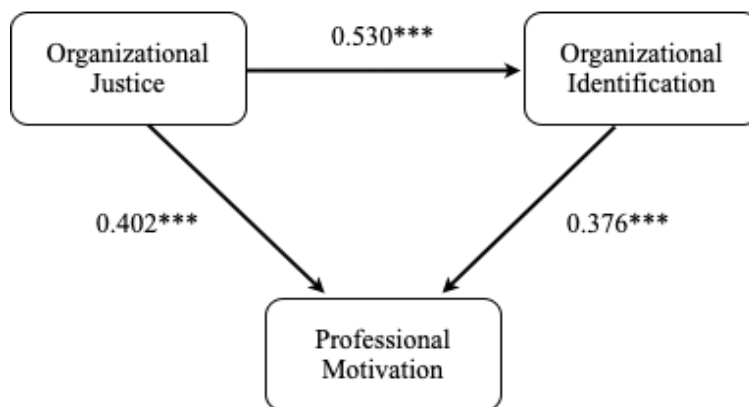 0.530***
Organizational
Justice
Organizational
Identification
0.402***
0.376***
Professional
Motivation